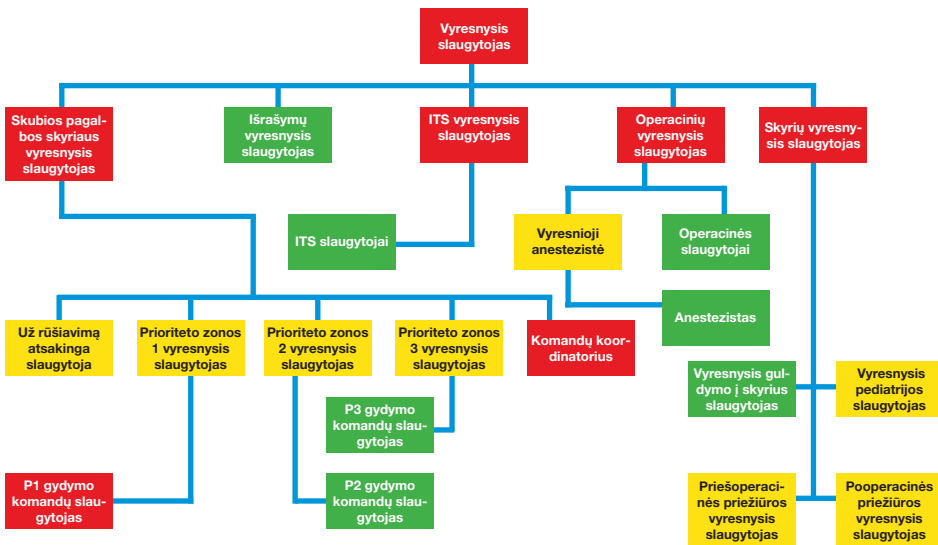 Vyresnysis
slaugytojas
Skubios pagal-
bos skyriaus
vyresnysis
slaugytojas
Išrašymų
vyresnysis
slaugytojas
ITS vyresnysis
slaugytojas
Operacinių
vyresnysis
slaugytojas
Skyrių vyresny-
sis slaugytojas
ITS slaugytojai
Vyresnioji
anestezistė
Operacinės
slaugytojai
Anestezistas
Už rūšiavimą
atsakinga
slaugytoja
Prioriteto zonos
1 vyresnysis
slaugytojas
Prioriteto zonos
2 vyresnysis
slaugytojas
Prioriteto zonos
3 vyresnysis
slaugytojas
Komandų koor-
dinatorius
Vyresnysis gul-
dymo į skyrius
slaugytojas
Vyresnysis
pediatrijos
slaugytojas
P3 gydymo
komandų slau-
gytojas
P1 gydymo
komandų slau-
gytojas
P2 gydymo
komandų slau-
gytojas
Priešoperaci-
nės priežiūros
vyresnysis
slaugytojas
Pooperacinės
priežiūros
vyresnysis
slaugytojas